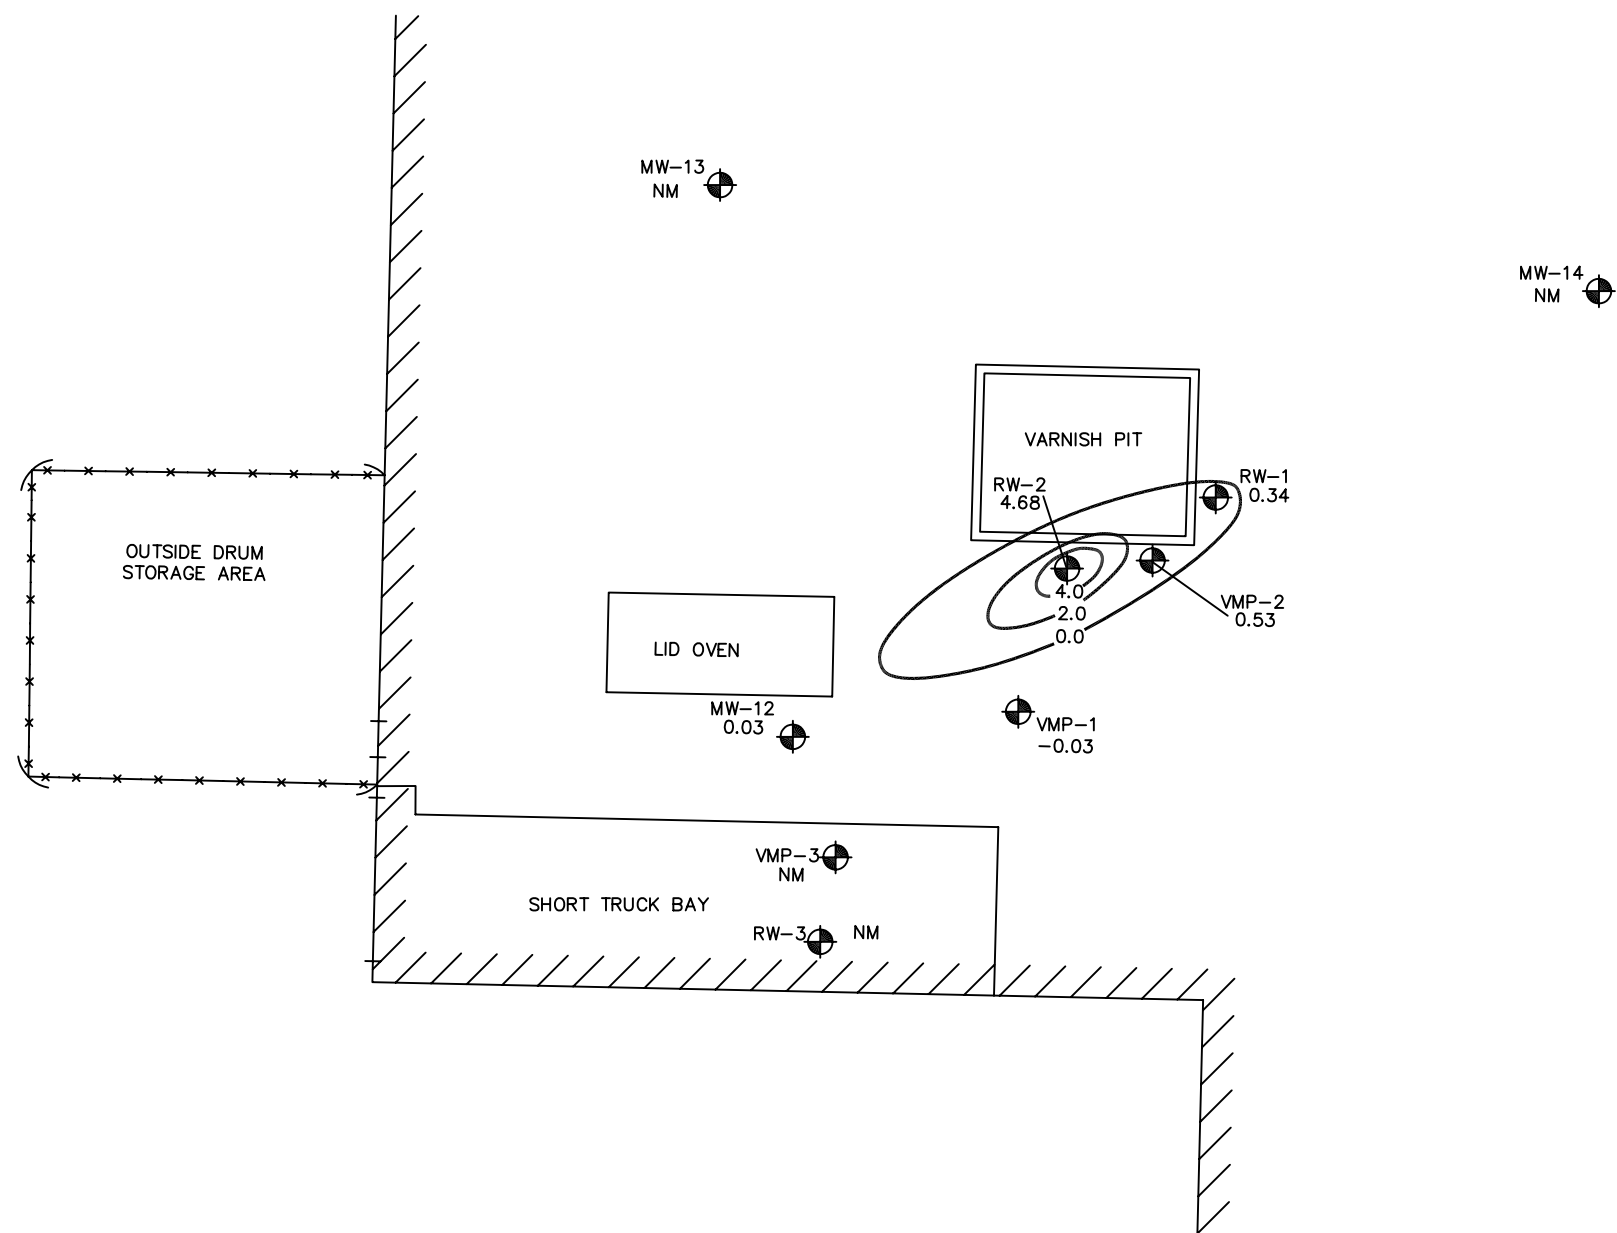 MW-13
NM
MW-14
NM
VARNISH PIT
RW-2
4.68
RW-1
0.34
OUTSIDE DRUM
STORAGE AREA
4.0
2.0
0.0
VMP-2
0.53
LID OVEN
MW-12
0.03
VMP-1
-0.03
VMP-3
NM
SHORT TRUCK BAY
RW-3 NM